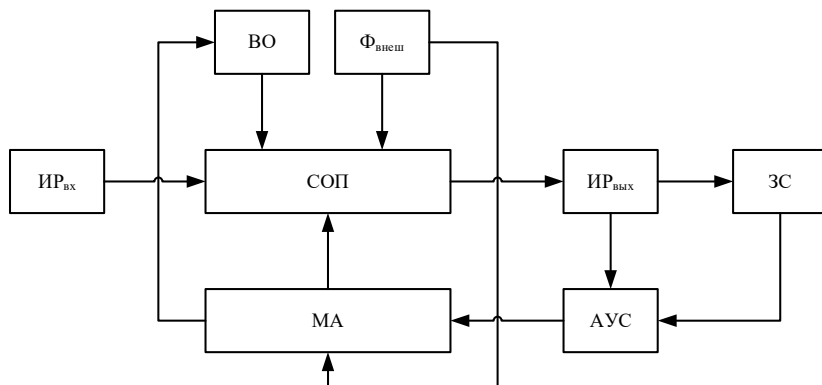 ВО
Фвнеш
ИРвх
СОП
ИРвых
ЗС
МА
АУС